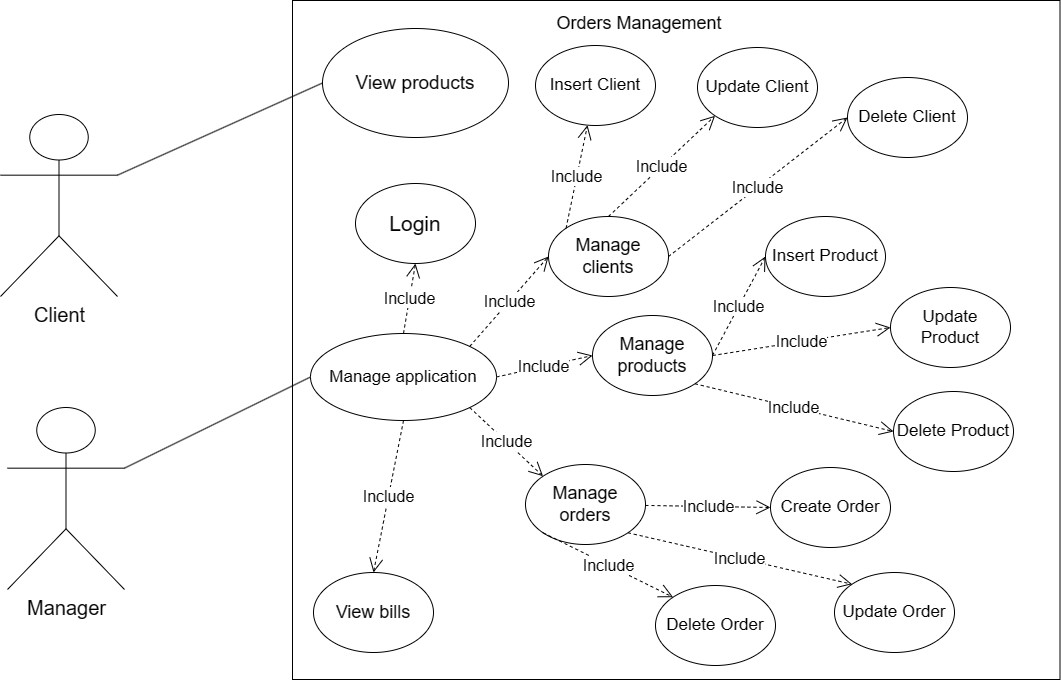 Orders Management
View products
Insert Client
Update Client
Delete Client
Include
Include
Include
Login
Manage
clients
Insert Product
Client
Include
Include
Include
Update
Product
Manage
products
Include
Manage application
Include
Include
Delete Product
Include
Manage
orders
Include
Include
Create Order
Include
Include
Manager
View bills
Delete Order
Update Order